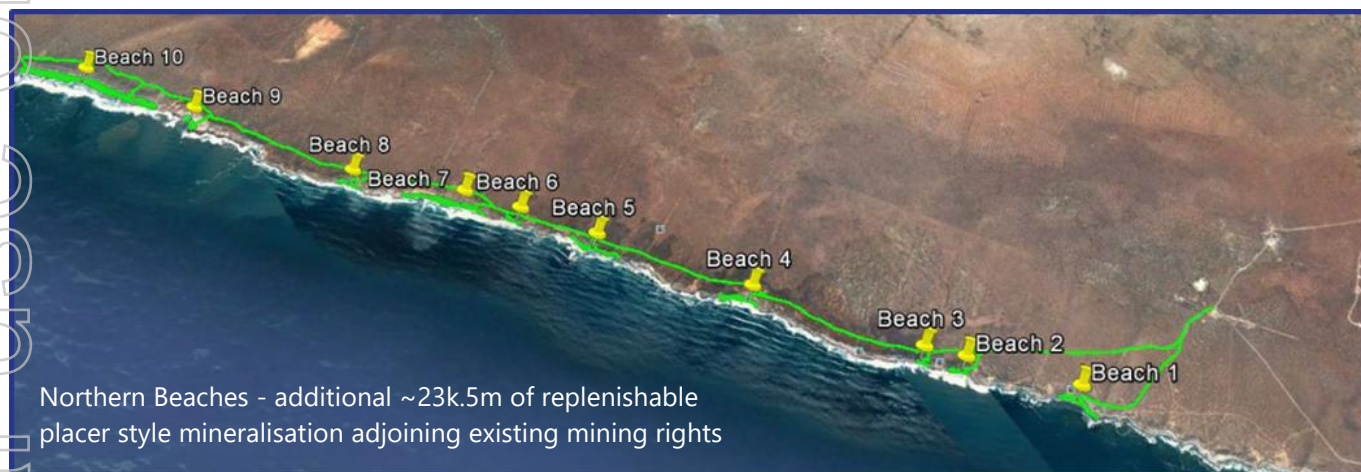 Beach 10
Beach 9
Beach 8
Beach 7
Beach 6
Beach 5
Beach 4
Beach 3
Beach 2
Beach 1
Northern Beaches - additional ~23k.5m of replenishable
placer style mineralisation adjoining existing mining rights